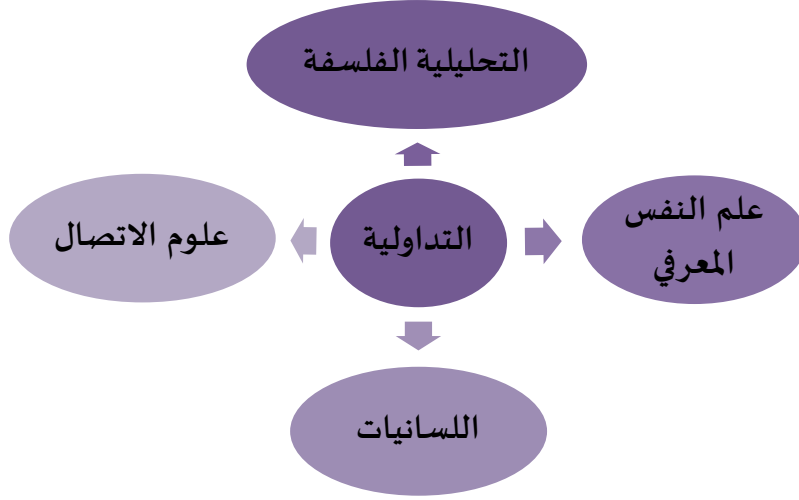 التحليلية الفلسفة
علم النفس
المعرفي
التداولية
علوم الاتصال
اللسانيات